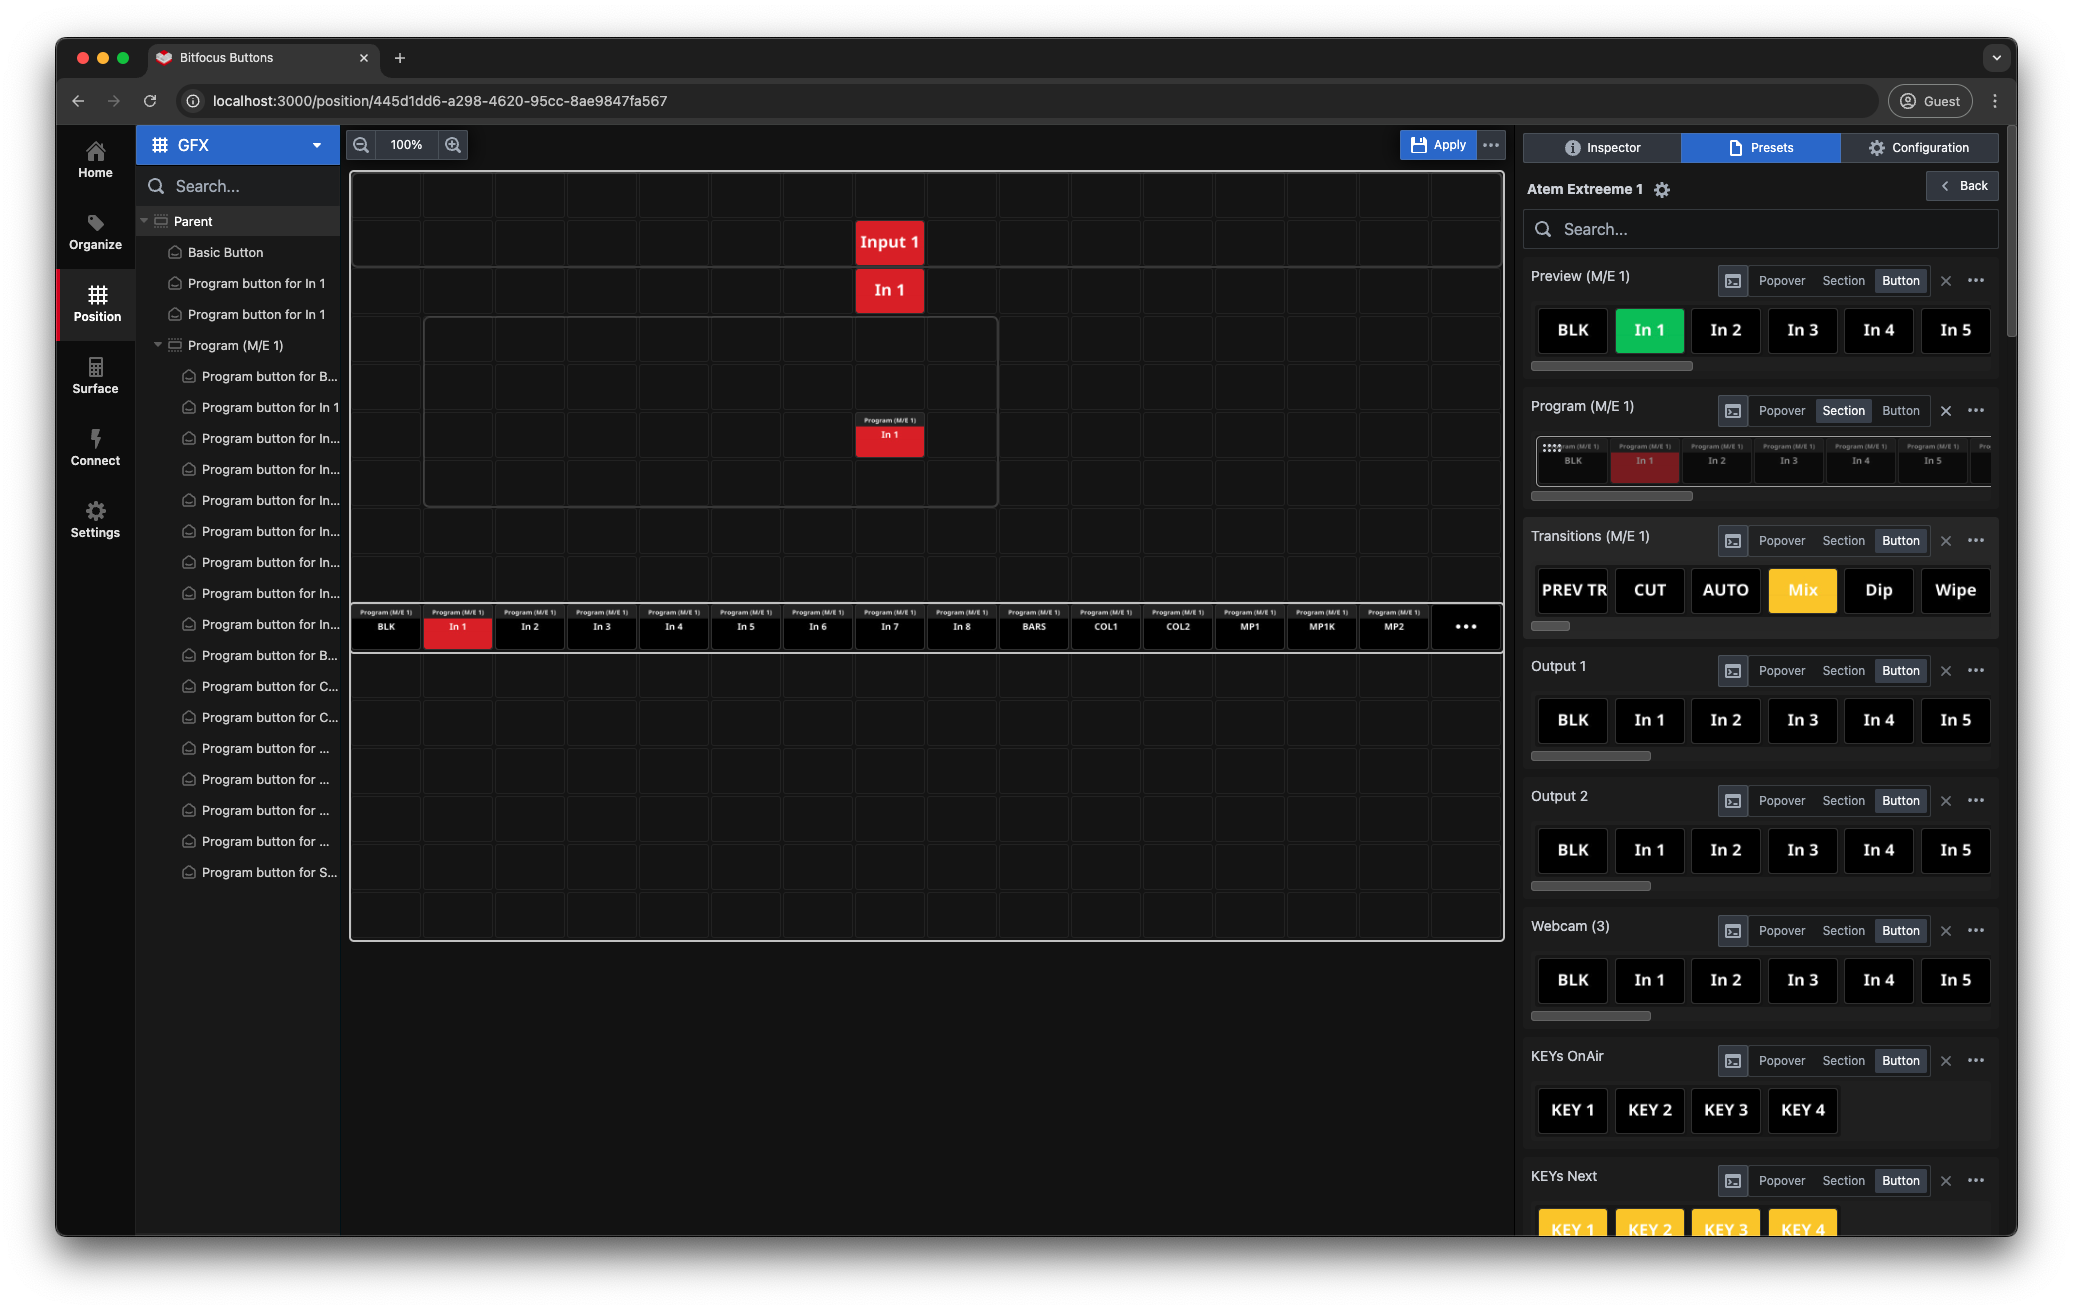 Bitfocus Buttons
localhost:3000/position/445d1dd6-a298-4620-95cc-8ae9847fa567
Guest
Home
Organize
Position
Surface
Connect
Settings
GFX
Search...
Parent
Basic Button
Program button for In 1
Program button for In 1
Program (M/E 1)
Program button for B...
Program button for In 1
Program button for In...
Program button for In...
Program button for In...
Program button for In...
Program button for In...
Program button for In...
Program button for In...
Program button for B...
Program button for C...
Program button for C...
Program button for ...
Program button for ...
Program button for ...
Program button for ...
Program button for S...
100%
Apply
Input 1
In 1
Program (M/E 1)
In 1
Program (M/E 1) Program (M/E 1) Program (M/E 1) Program (M/E 1) Program (M/E 1) Program (M/E 1) Program (M/E 1) Program (M/E 1) Program (M/E 1) Program (M/E 1) Program (M/E 1) Program (M/E 1) Program (M/E 1) Program (M/E 1) Program (M/E 1)
BLK In 1 In 2 In 3 In 4 In 5 In 6 In 7 In 8 BARS COL1 COL2 MP1 MP1K MP2
Inspector Presets Configuration
Atem Extreeme 1 Back
Search...
Preview (M/E 1) Popover Section Button
BLK In 1 In 2 In 3 In 4 In 5
Program (M/E 1) Popover Section Button
ram (M/E 1) Program (M/E 1) Program (M/E 1) Program (M/E 1) Program (M/E 1) Program (M/E 1) Pro
BLK In 1 In 2 In 3 In 4 In 5
Transitions (M/E 1) Popover Section Button
PREV TR CUT AUTO Mix Dip Wipe
Output 1 Popover Section Button
BLK In 1 In 2 In 3 In 4 In 5
Output 2 Popover Section Button
BLK In 1 In 2 In 3 In 4 In 5
Webcam (3) Popover Section Button
BLK In 1 In 2 In 3 In 4 In 5
KEYs OnAir Popover Section Button
KEY 1 KEY 2 KEY 3 KEY 4
KEYs Next Popover Section Button
KEY 1 KEY 2 KEY 3 KEY 4